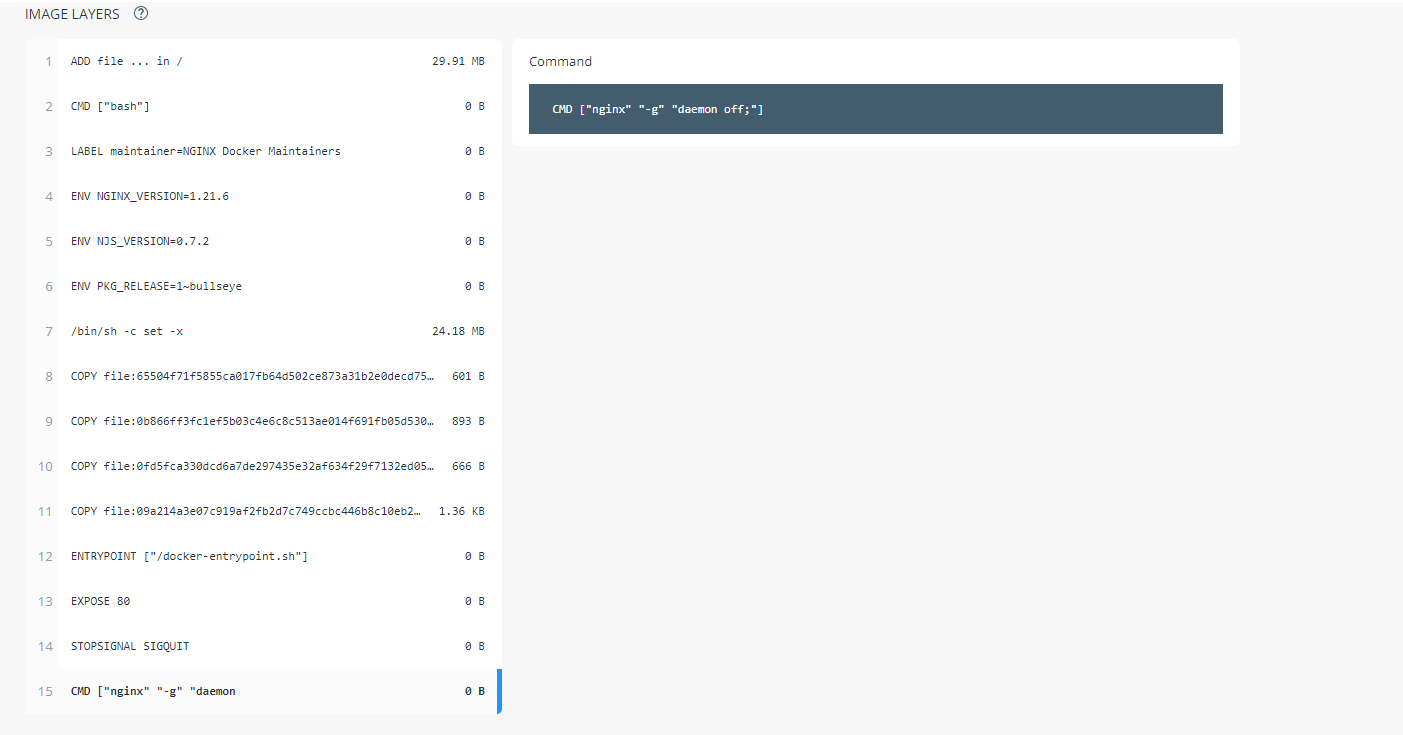 IMAGE LAYERS
1 ADD file ... in / 29.91 MB
2 CMD ["bash"] 0 B
3 LABEL maintainer=NGINX Docker Maintainers 0 B
4 ENV NGINX_VERSION=1.21.6 0 B
5 ENV NJS_VERSION=0.7.2 0 B
6 ENV PKG_RELEASE=1~bullseye 0 B
7 /bin/sh -c set -x 24.18 MB
8 COPY file:65504f71f5855ca017fb64d502ce873a31b2e0decd75… 601 B
9 COPY file:0b866ff3fc1ef5b03c4e6c8c513ae014f691fb05d530… 893 B
10 COPY file:0fd5fca330dcd6a7de297435e32af634f29f7132ed05… 666 B
11 COPY file:09a214a3e07c919af2fb2d7c749ccbc446b8c10eb2… 1.36 KB
12 ENTRYPOINT ["/docker-entrypoint.sh"] 0 B
13 EXPOSE 80 0 B
14 STOPSIGNAL SIGQUIT 0 B
15 CMD ["nginx" "-g" "daemon 0 B
Command
CMD ["nginx" "-g" "daemon off;"]